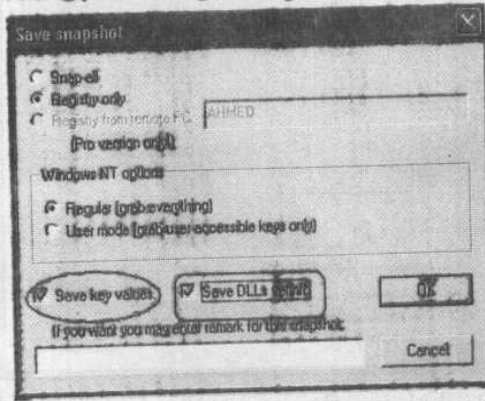 Save snapshot
Snap all
Registry only
Registry from remote PC AHMED
(Pro version only)
Windows NT options
Regular (grab everything)
User mode (grab user accessible keys only)
Save key values Save DLLs
OK
If you want you may enter remark for this snapshot:
Cancel